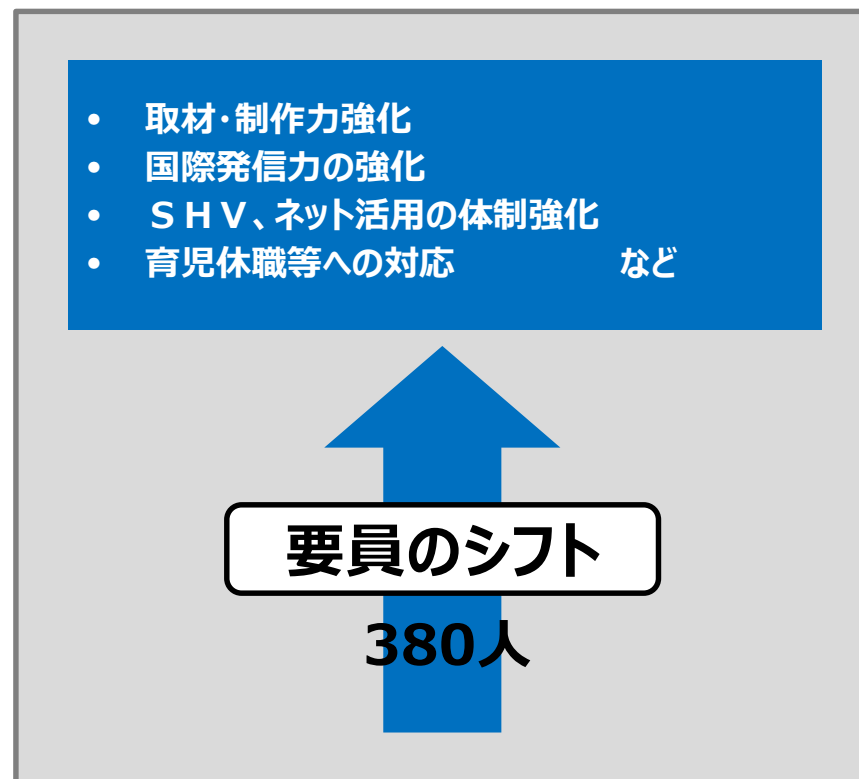 • 取材・制作力強化
• 国際発信力の強化
• SHV、ネット活用の体制強化
• 育児休職等への対応　　　　　など
要員のシフト
380人